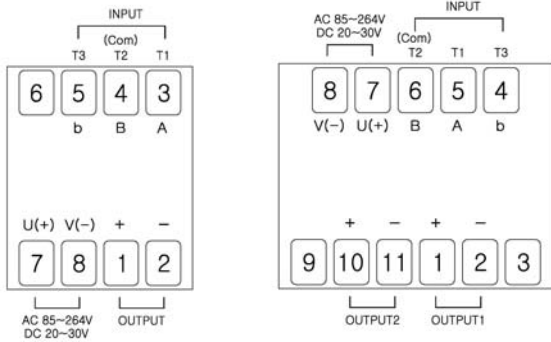 INPUT
(Com)
T3 T2 T1
6 5 4 3
b B A
U(+) V(−) + −
7 8 1 2
AC 85~264V
DC 20~30V
OUTPUT
AC 85~264V
DC 20~30V
INPUT
(Com)
T2 T1 T3
8 7 6 5 4
V(−) U(+) B A b
+ − + −
9 10 11 1 2 3
OUTPUT2 OUTPUT1